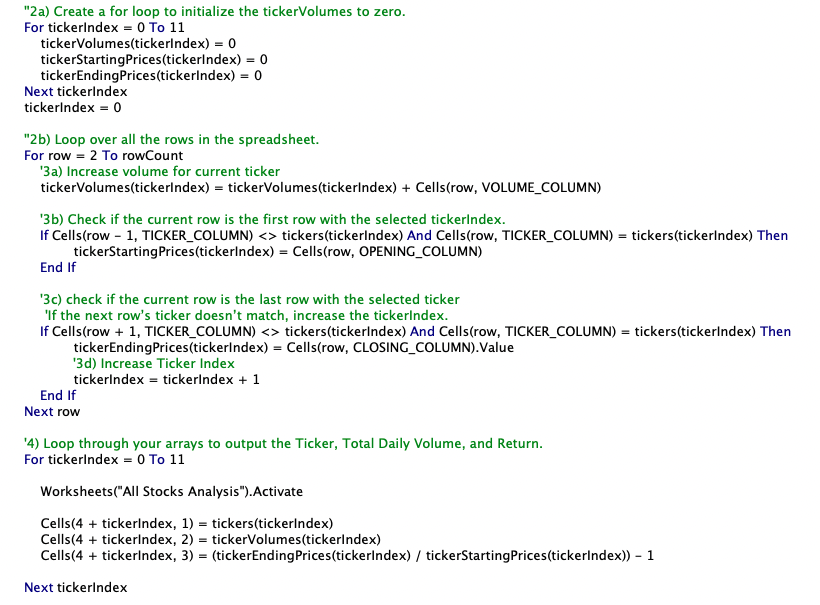 "2a) Create a for loop to initialize the tickerVolumes to zero.
For tickerIndex = 0 To 11
tickerVolumes(tickerIndex) = 0
tickerStartingPrices(tickerIndex) = 0
tickerEndingPrices(tickerIndex) = 0
Next tickerIndex
tickerIndex = 0
"2b) Loop over all the rows in the spreadsheet.
For row = 2 To rowCount
'3a) Increase volume for current ticker
tickerVolumes(tickerIndex) = tickerVolumes(tickerIndex) + Cells(row, VOLUME_COLUMN)
'3b) Check if the current row is the first row with the selected tickerIndex.
If Cells(row - 1, TICKER_COLUMN) <> tickers(tickerIndex) And Cells(row, TICKER_COLUMN) = tickers(tickerIndex) Then
tickerStartingPrices(tickerIndex) = Cells(row, OPENING_COLUMN)
End If
'3c) check if the current row is the last row with the selected ticker
'If the next row's ticker doesn't match, increase the tickerIndex.
If Cells(row + 1, TICKER_COLUMN) <> tickers(tickerIndex) And Cells(row, TICKER_COLUMN) = tickers(tickerIndex) Then
tickerEndingPrices(tickerIndex) = Cells(row, CLOSING_COLUMN).Value
'3d) Increase Ticker Index
tickerIndex = tickerIndex + 1
End If
Next row
'4) Loop through your arrays to output the Ticker, Total Daily Volume, and Return.
For tickerIndex = 0 To 11
Worksheets("All Stocks Analysis").Activate
Cells(4 + tickerIndex, 1) = tickers(tickerIndex)
Cells(4 + tickerIndex, 2) = tickerVolumes(tickerIndex)
Cells(4 + tickerIndex, 3) = (tickerEndingPrices(tickerIndex) / tickerStartingPrices(tickerIndex)) - 1
Next tickerIndex